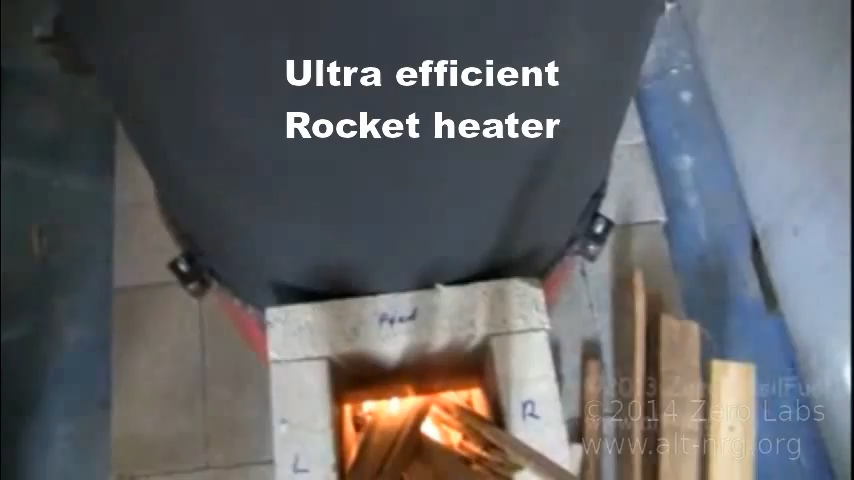 Ultra efficient
Rocket heater
Feed
L
R
©2014 Zero Labs
www.alt-nrg.org